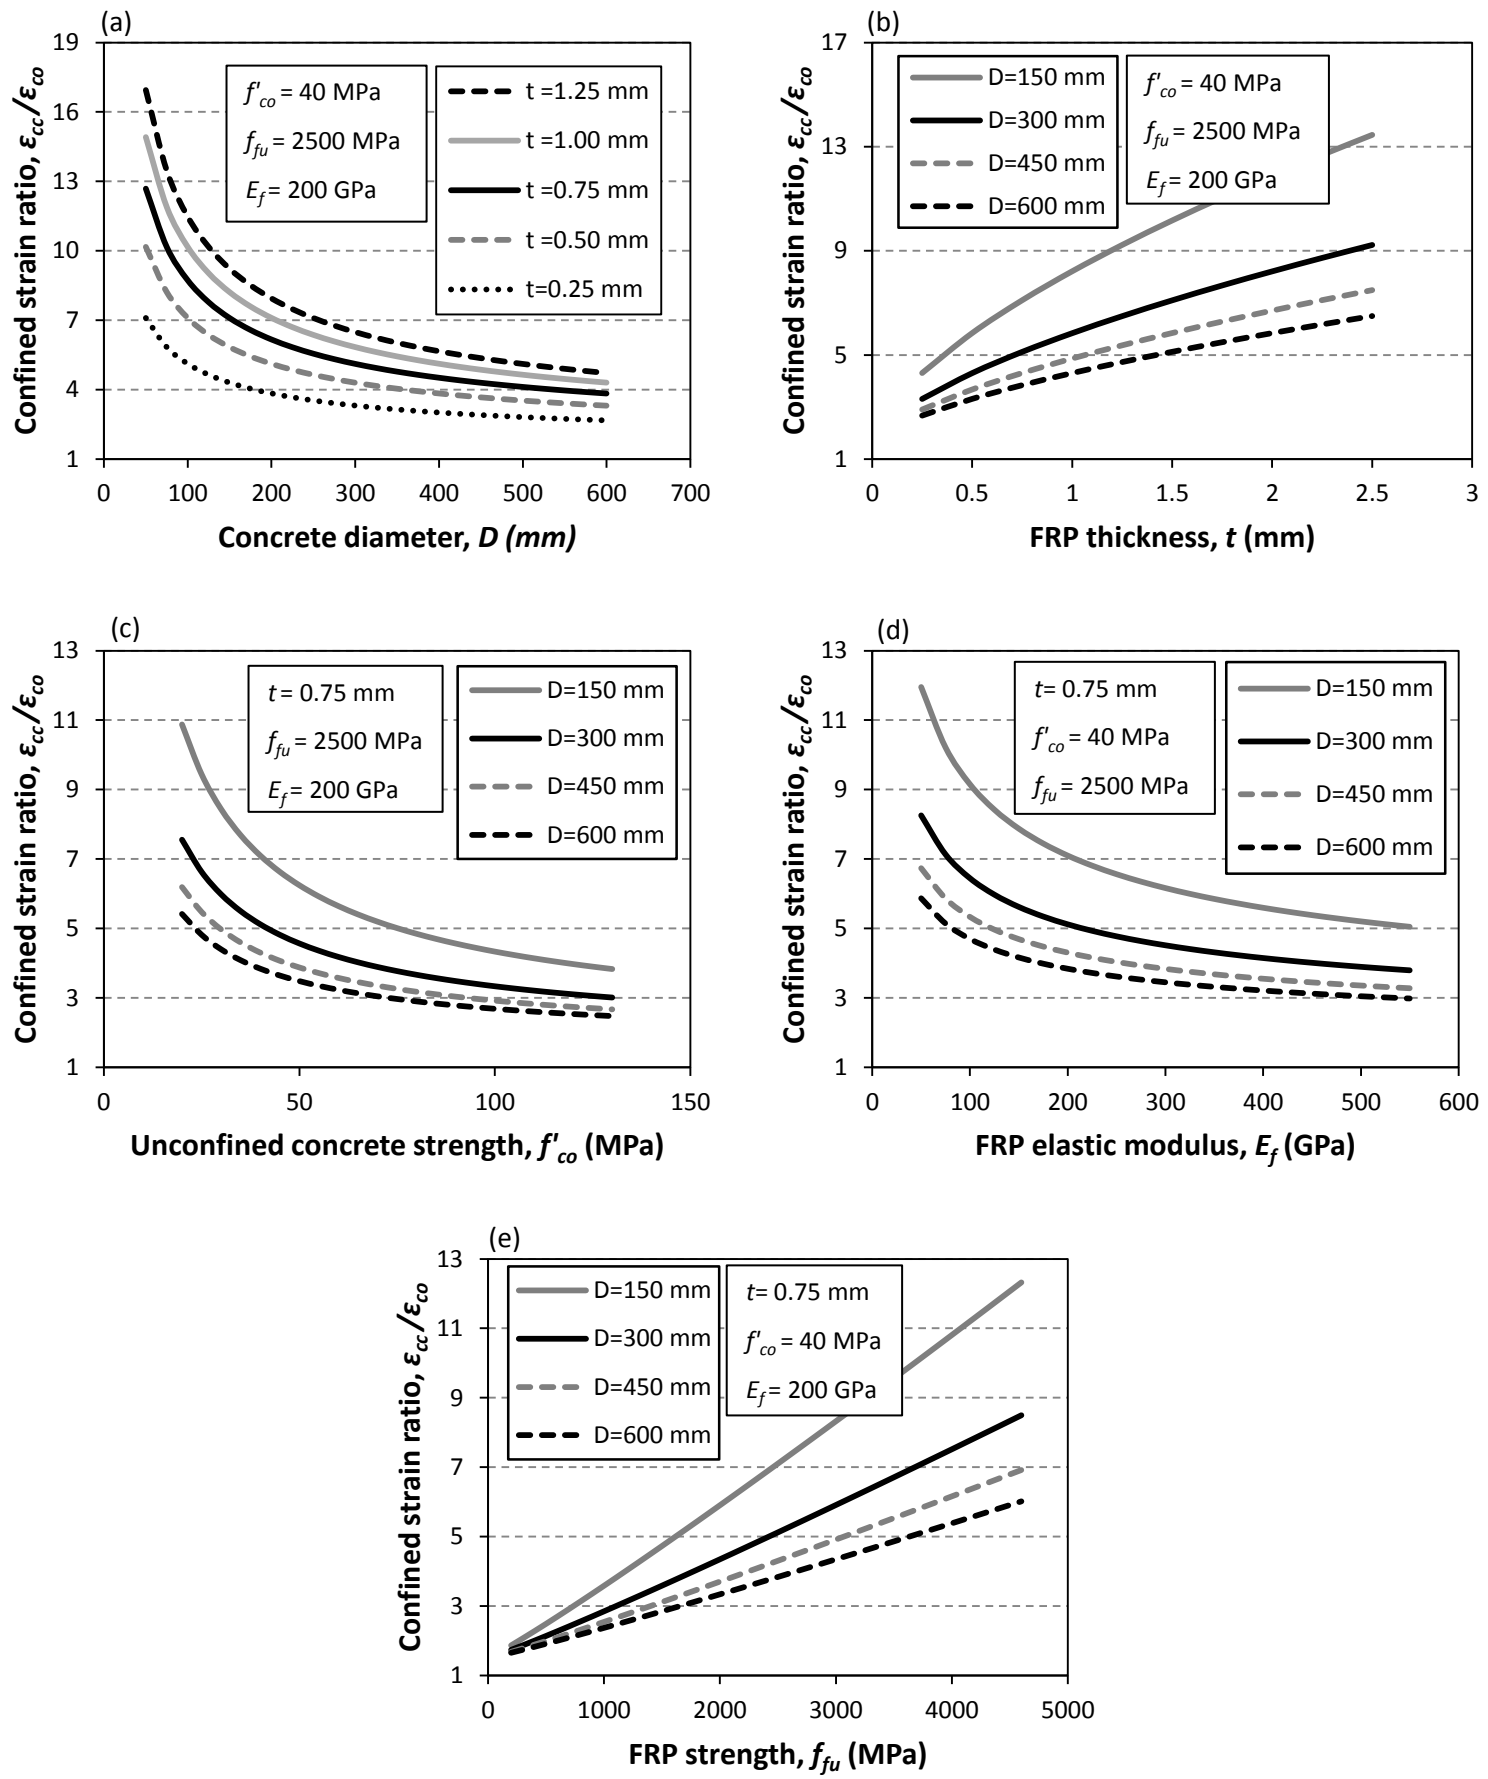 (a)
Confined strain ratio, εcc/εco
19
16
13
10
7
4
1
f'co = 40 MPa
ffu = 2500 MPa
Ef = 200 GPa
t =1.25 mm
t =1.00 mm
t =0.75 mm
t =0.50 mm
t=0.25 mm
0 100 200 300 400 500 600 700
Concrete diameter, D (mm)
(b)
Confined strain ratio, εcc/εco
17
13
9
5
1
D=150 mm
D=300 mm
D=450 mm
D=600 mm
f'co = 40 MPa
ffu = 2500 MPa
Ef = 200 GPa
0 0.5 1 1.5 2 2.5 3
FRP thickness, t (mm)
(c)
Confined strain ratio, εcc/εco
13
11
9
7
5
3
1
t = 0.75 mm
ffu = 2500 MPa
Ef = 200 GPa
D=150 mm
D=300 mm
D=450 mm
D=600 mm
0 50 100 150
Unconfined concrete strength, f'co (MPa)
(d)
Confined strain ratio, εcc/εco
13
11
9
7
5
3
1
t= 0.75 mm
f'co = 40 MPa
ffu = 2500 MPa
D=150 mm
D=300 mm
D=450 mm
D=600 mm
0 100 200 300 400 500 600
FRP elastic modulus, Ef (GPa)
(e)
Confined strain ratio, εcc/εco
13
11
9
7
5
3
1
D=150 mm
D=300 mm
D=450 mm
D=600 mm
t= 0.75 mm
f'co = 40 MPa
Ef = 200 GPa
0 1000 2000 3000 4000 5000
FRP strength, ffu (MPa)